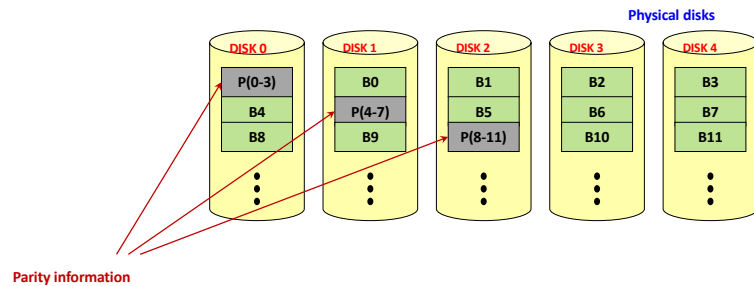 Physical disks
DISK 0 DISK 1 DISK 2 DISK 3 DISK 4
P(0-3) B0 B1 B2 B3
B4 P(4-7) B5 B6 B7
B8 B9 P(8-11) B10 B11
Parity information